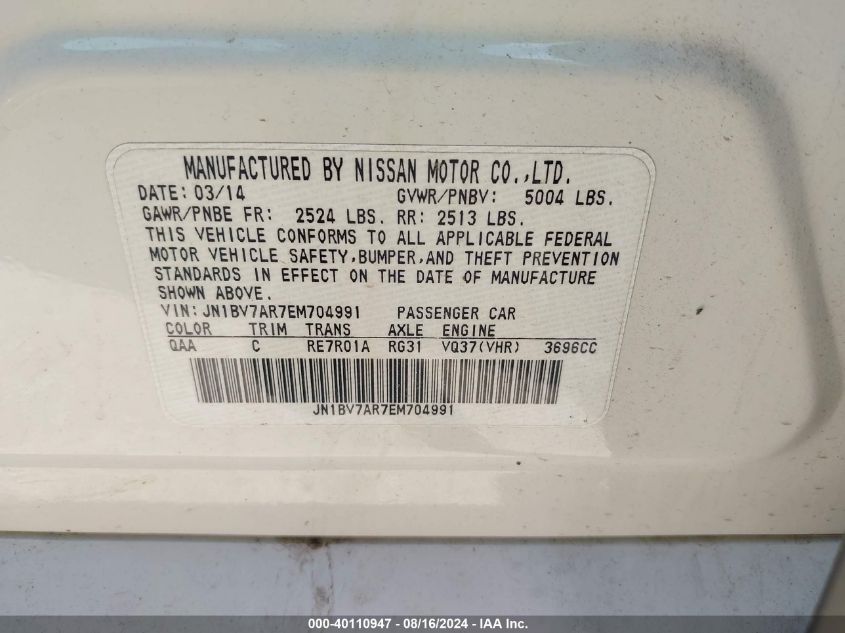 MANUFACTURED BY NISSAN MOTOR CO.,LTD.
DATE: 03/14 GVWR/PNBV: 5004 LBS.
GAWR/PNBE FR: 2524 LBS. RR: 2513 LBS.
THIS VEHICLE CONFORMS TO ALL APPLICABLE FEDERAL
MOTOR VEHICLE SAFETY,BUMPER,AND THEFT PREVENTION
STANDARDS IN EFFECT ON THE DATE OF MANUFACTURE
SHOWN ABOVE.
VIN: JN1BV7AR7EM704991 PASSENGER CAR
COLOR TRIM TRANS AXLE ENGINE
QAA C RE7R01A RG31 VQ37(VHR) 3696CC
JN1BV7AR7EM704991
000-40110947 - 08/16/2024 - IAA Inc.